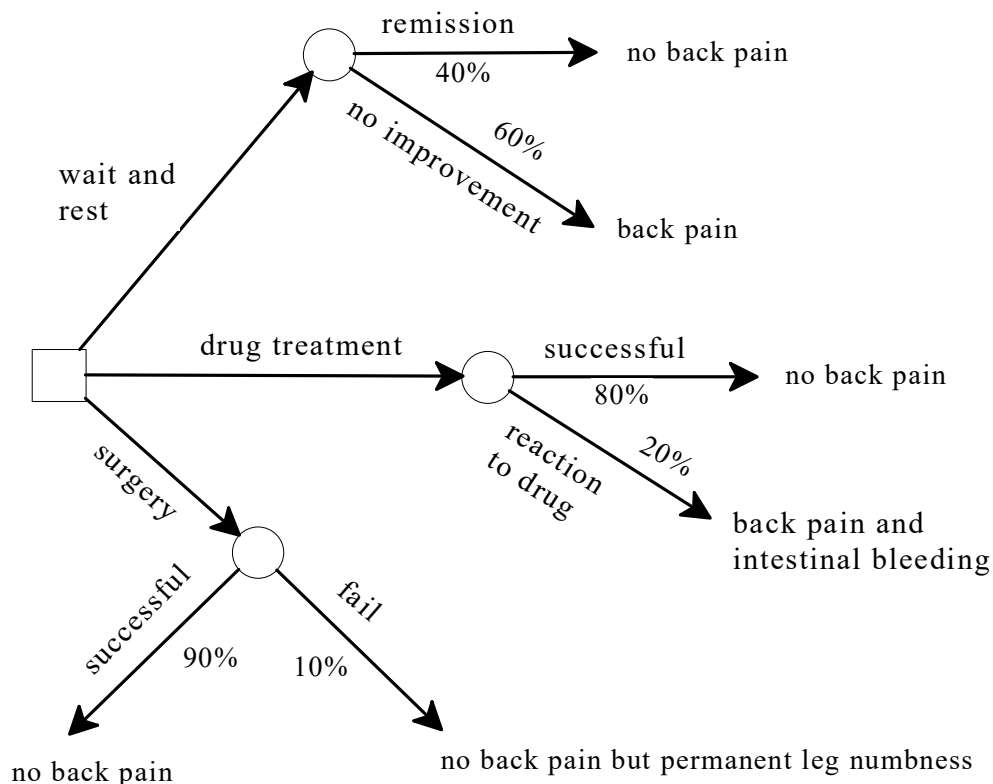 remission
no back pain
40%
60%
no improvement
wait and
rest
back pain
drug treatment
successful
no back pain
80%
reaction
to drug
20%
surgery
back pain and
intestinal bleeding
successful
fail
90%
10%
no back pain but permanent leg numbness
no back pain